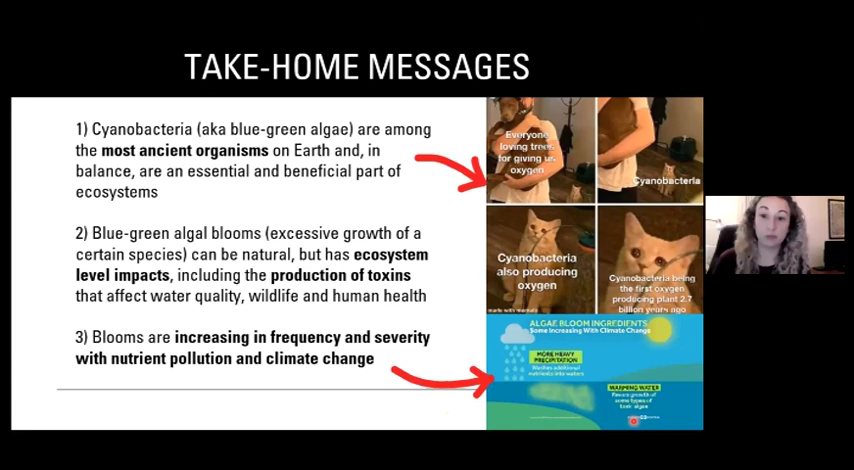 TAKE-HOME MESSAGES
1) Cyanobacteria (aka blue-green algae) are among
the most ancient organisms on Earth and, in
balance, are an essential and beneficial part of
ecosystems
2) Blue-green algal blooms (excessive growth of a
certain species) can be natural, but has ecosystem
level impacts, including the production of toxins
that affect water quality, wildlife and human health
3) Blooms are increasing in frequency and severity
with nutrient pollution and climate change
Everyone
loving trees
for giving us
oxygen
Cyanobacteria
Cyanobacteria
also producing
oxygen
Cyanobacteria being
the first oxygen
producing plant 2.7
billion years ago
ALGAE BLOOM INGREDIENTS
Some Increasing With Climate Change
MORE HEAVY
PRECIPITATION
Washes additional
nutrients into waters
WARMING WATER
Favors growth of
some types of
toxic algae